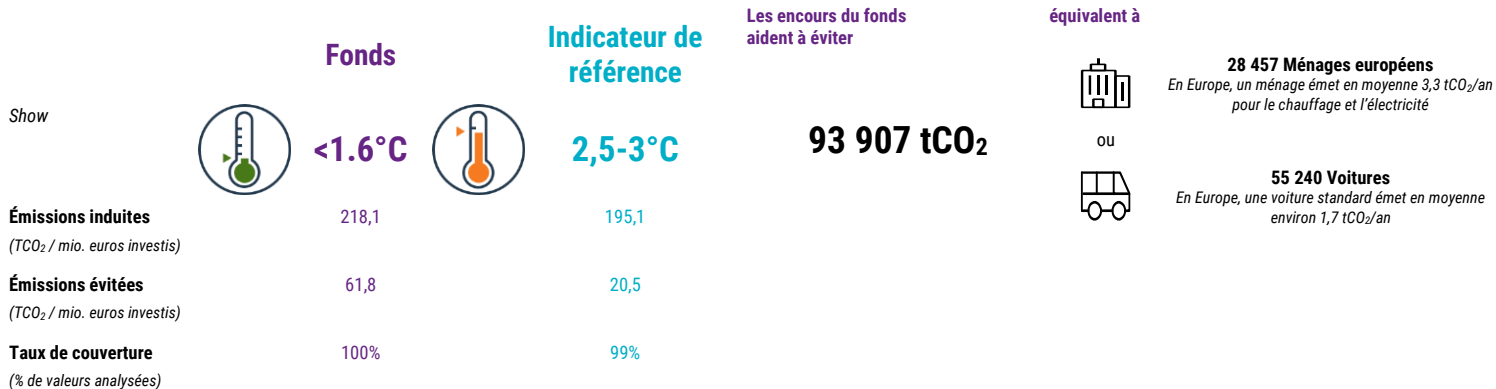 Fonds
Indicateur de
référence
Les encours du fonds
aident à éviter
équivalent à
Show
<1.6°C
2,5-3°C
93 907 tCO₂
28 457 Ménages européens
En Europe, un ménage émet en moyenne 3,3 tCO₂/an
pour le chauffage et l'électricité
ou
55 240 Voitures
En Europe, une voiture standard émet en moyenne
environ 1,7 tCO₂/an
Émissions induites 218,1 195,1
(TCO₂ / mio. euros investis)
Émissions évitées 61,8 20,5
(TCO₂ / mio. euros investis)
Taux de couverture 100% 99%
(% de valeurs analysées)